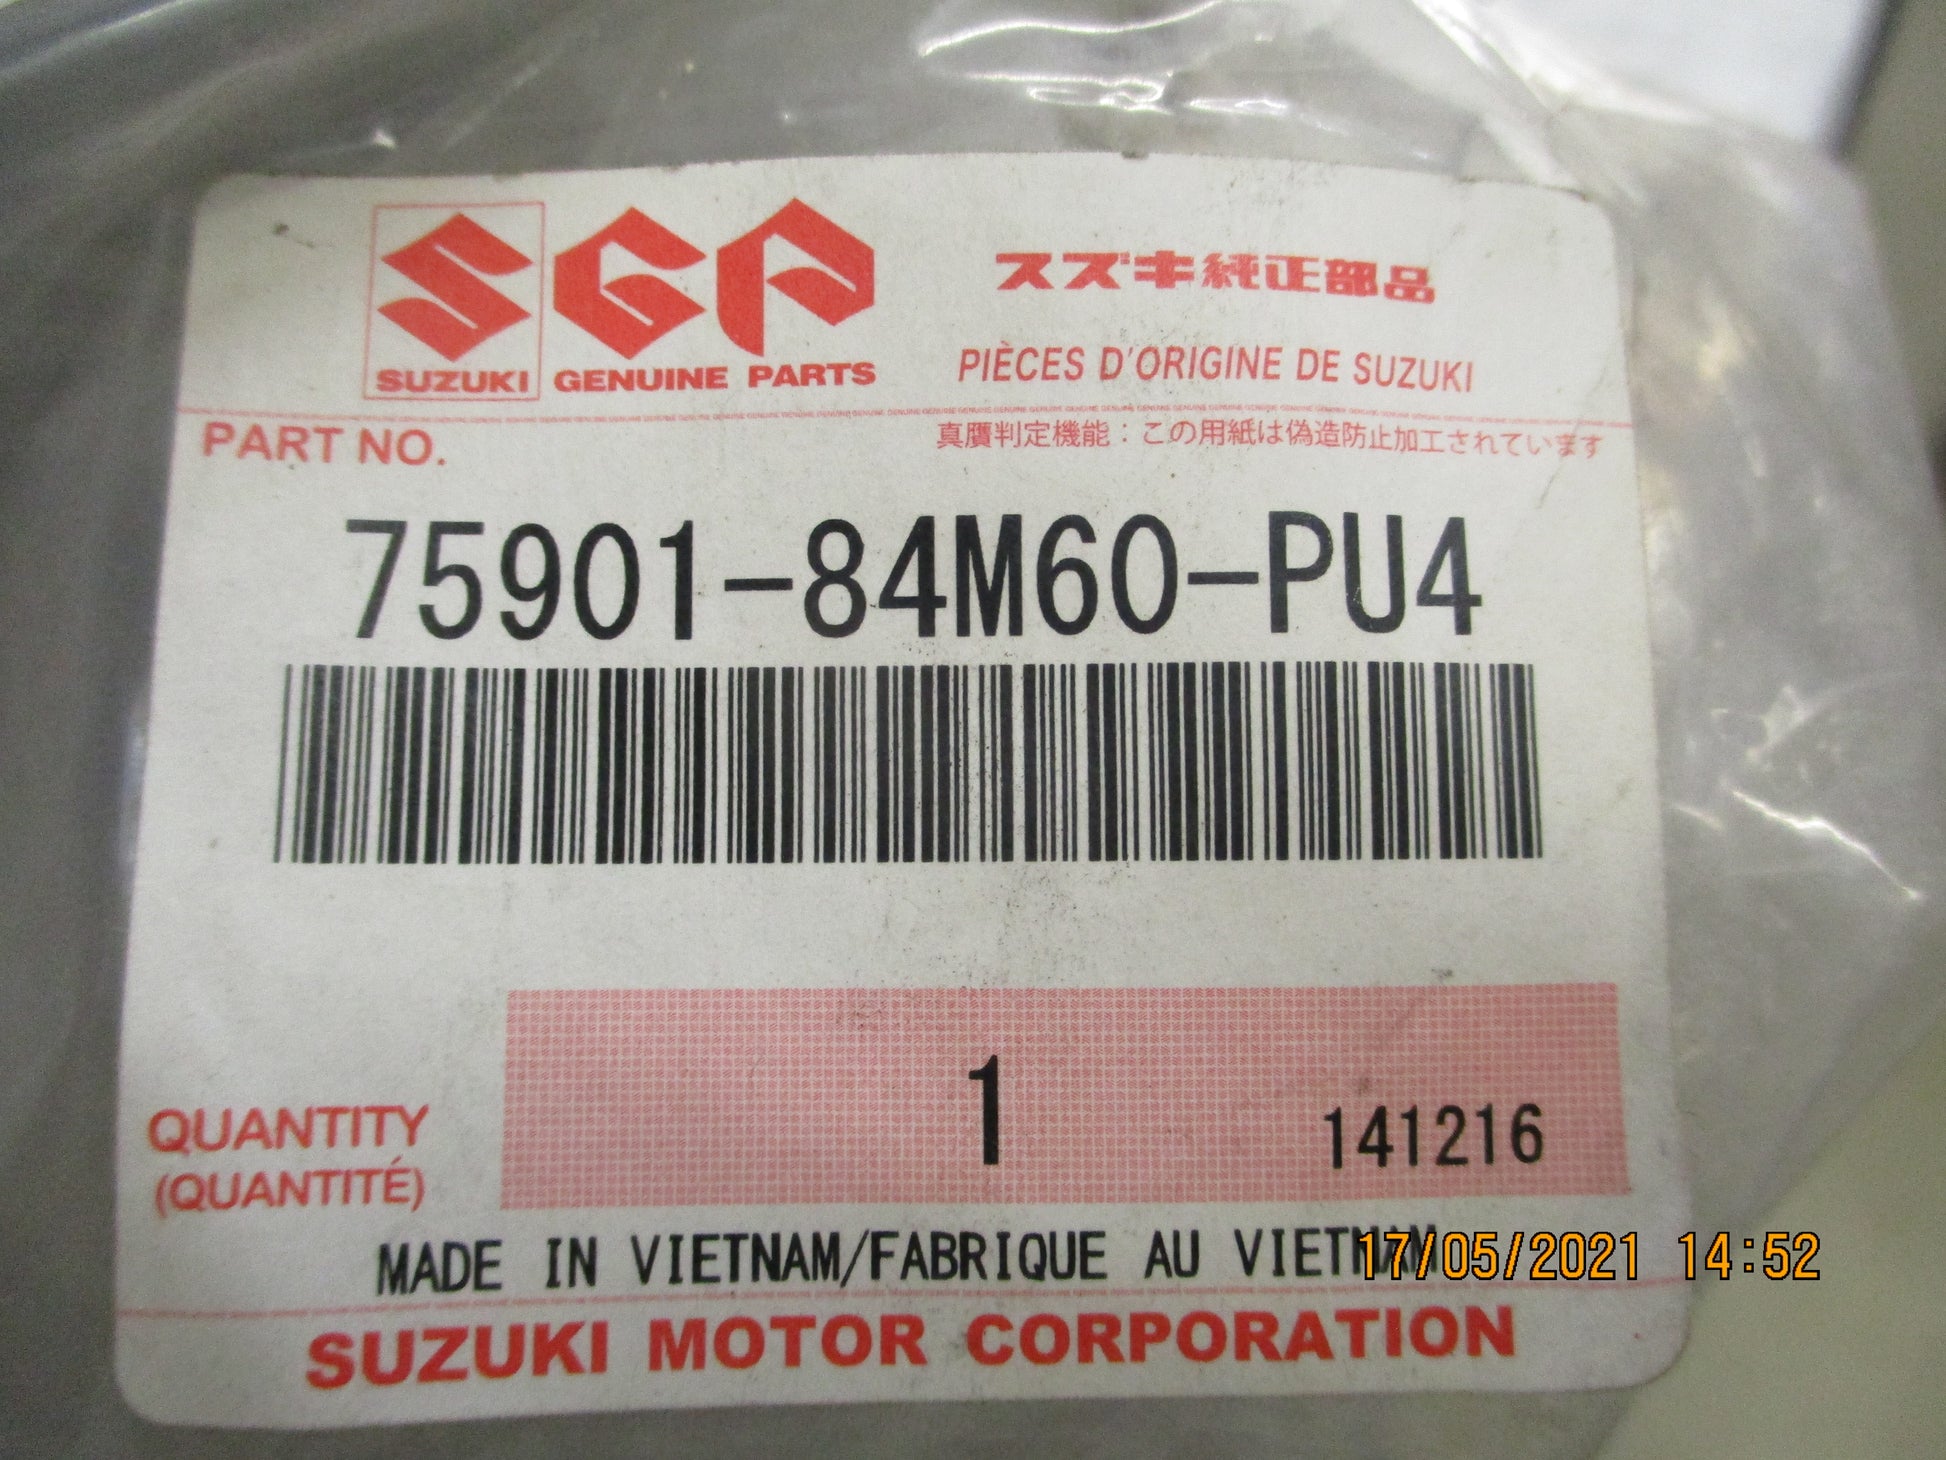 SUZUKI GENUINE PARTS
スズキ純正部品
PIÈCES D'ORIGINE DE SUZUKI
PART NO.
真贋判定機能：この用紙は偽造防止加工されています
75901-84M60-PU4
QUANTITY
(QUANTITÉ)
1
141216
MADE IN VIETNAM/FABRIQUE AU VIETNAM
17/05/2021 14:52
SUZUKI MOTOR CORPORATION